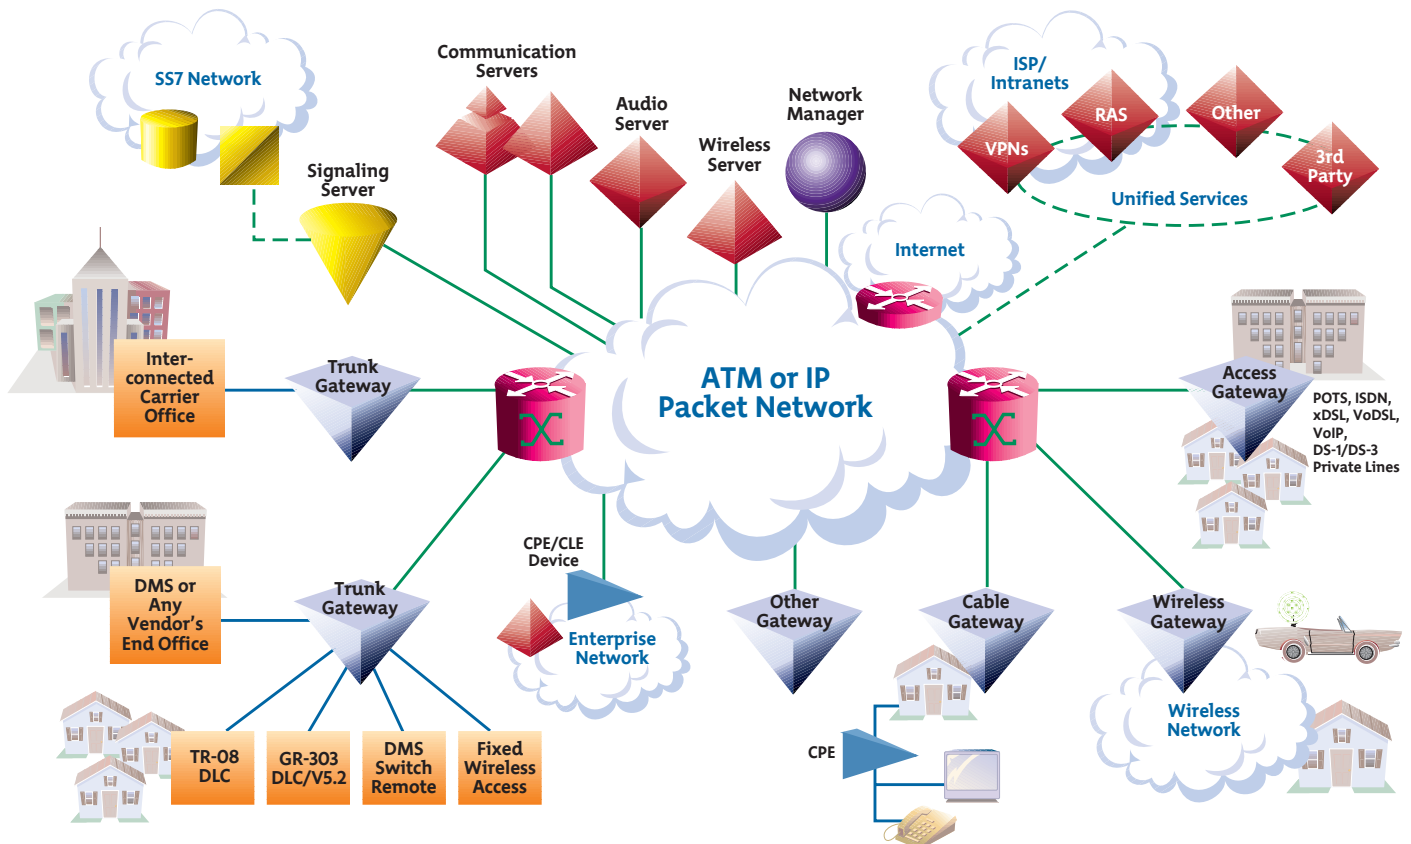 SS7 Network
Communication
Servers
Audio
Server
Wireless
Server
Network
Manager
ISP/
Intranets
VPNs
RAS
Other
3rd
Party
Unified Services
Signaling
Server
Internet
Inter-
connected
Carrier
Office
Trunk
Gateway
ATM or IP
Packet Network
Access
Gateway
POTS, ISDN,
xDSL, VoDSL,
VoIP,
DS-1/DS-3
Private Lines
DMS or
Any
Vendor's
End Office
Trunk
Gateway
CPE/CLE
Device
Enterprise
Network
Other
Gateway
Cable
Gateway
Wireless
Gateway
Wireless
Network
TR-08
DLC
GR-303
DLC/V5.2
DMS
Switch
Remote
Fixed
Wireless
Access
CPE